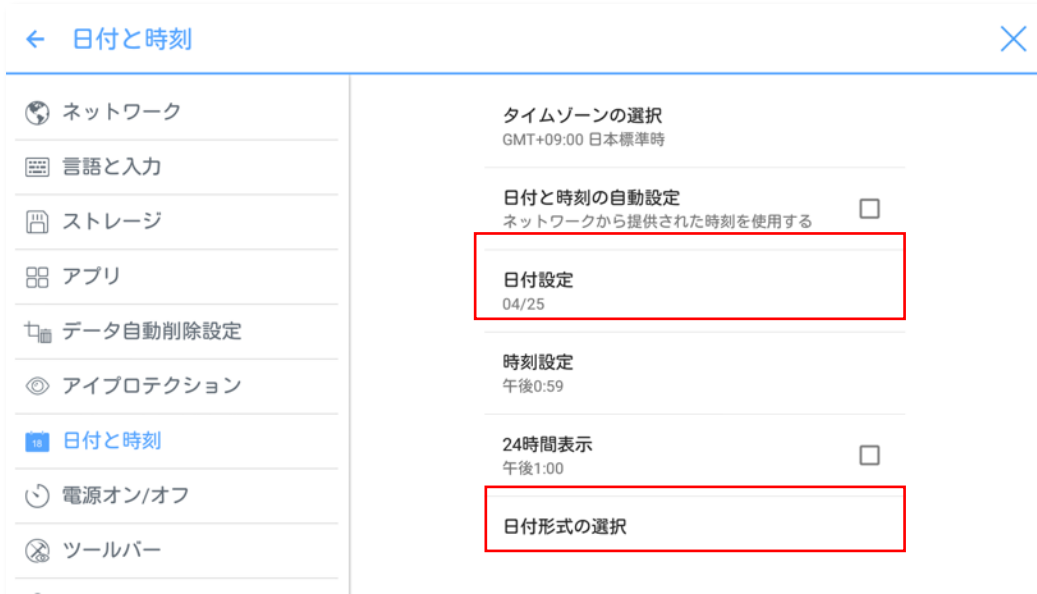 日付と時刻
ネットワーク
言語と入力
ストレージ
アプリ
データ自動削除設定
アイプロテクション
18
日付と時刻
電源オン/オフ
ツールバー
タイムゾーンの選択
GMT+09:00 日本標準時
日付と時刻の自動設定
ネットワークから提供された時刻を使用する
日付設定
04/25
時刻設定
午後0:59
24時間表示
午後1:00
日付形式の選択